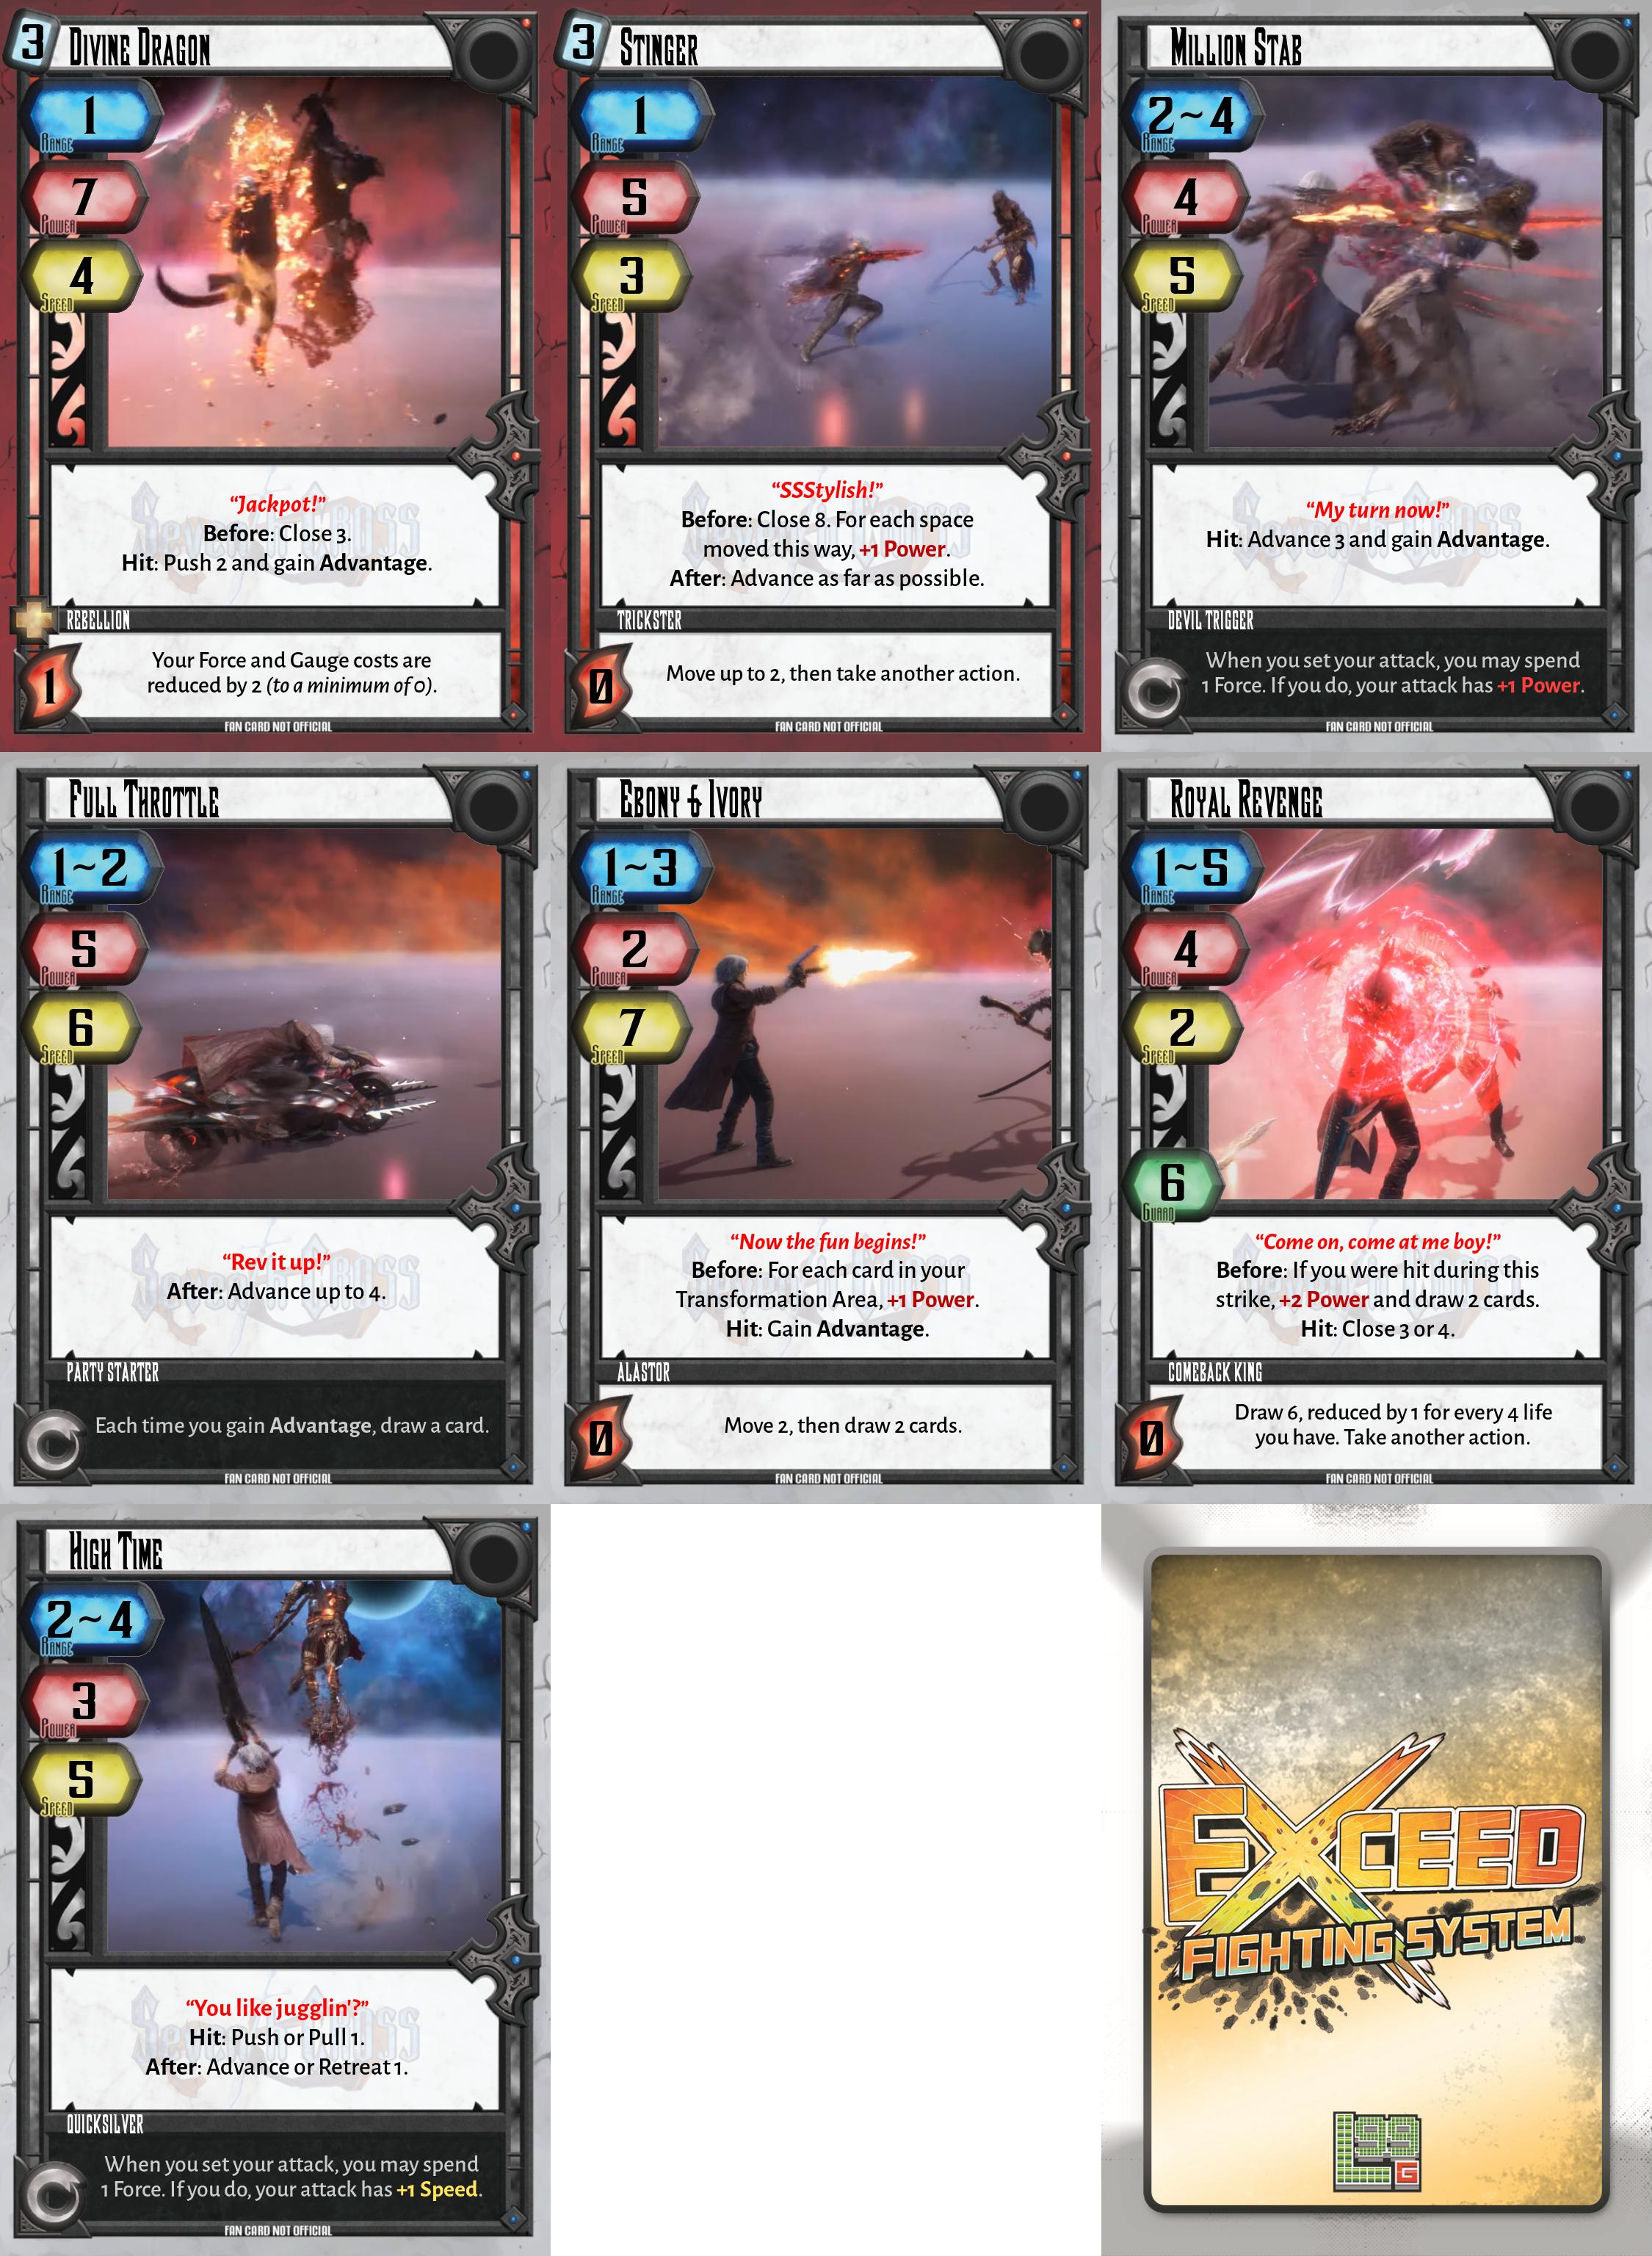 3
DIVINE DRAGON
1
RANGE
7
POWER
4
SPEED
“Jackpot!”
Before: Close 3.
Hit: Push 2 and gain Advantage.
REBELLION
1
Your Force and Gauge costs are
reduced by 2 (to a minimum of 0).
FAN CARD NOT OFFICIAL
3
STINGER
1
RANGE
5
POWER
3
SPEED
“SSStylish!”
Before: Close 8. For each space
moved this way, +1 Power.
After: Advance as far as possible.
TRICKSTER
0
Move up to 2, then take another action.
FAN CARD NOT OFFICIAL
MILLION STAB
2~4
RANGE
4
POWER
5
SPEED
“My turn now!”
Hit: Advance 3 and gain Advantage.
DEVIL TRIGGER
When you set your attack, you may spend
1 Force. If you do, your attack has +1 Power.
FAN CARD NOT OFFICIAL
FULL THROTTLE
1~2
RANGE
5
POWER
6
SPEED
“Rev it up!”
After: Advance up to 4.
PARTY STARTER
Each time you gain Advantage, draw a card.
FAN CARD NOT OFFICIAL
EBONY & IVORY
1~3
RANGE
2
POWER
7
SPEED
“Now the fun begins!”
Before: For each card in your
Transformation Area, +1 Power.
Hit: Gain Advantage.
ALASTOR
0
Move 2, then draw 2 cards.
FAN CARD NOT OFFICIAL
ROYAL REVENGE
1~5
RANGE
4
POWER
2
SPEED
6
GUARD
“Come on, come at me boy!”
Before: If you were hit during this
strike, +2 Power and draw 2 cards.
Hit: Close 3 or 4.
COMEBACK KING
0
Draw 6, reduced by 1 for every 4 life
you have. Take another action.
FAN CARD NOT OFFICIAL
HIGH TIME
2~4
RANGE
3
POWER
5
SPEED
“You like jugglin'?”
Hit: Push or Pull 1.
After: Advance or Retreat 1.
QUICKSILVER
When you set your attack, you may spend
1 Force. If you do, your attack has +1 Speed.
FAN CARD NOT OFFICIAL
EXCEED
FIGHTING SYSTEM